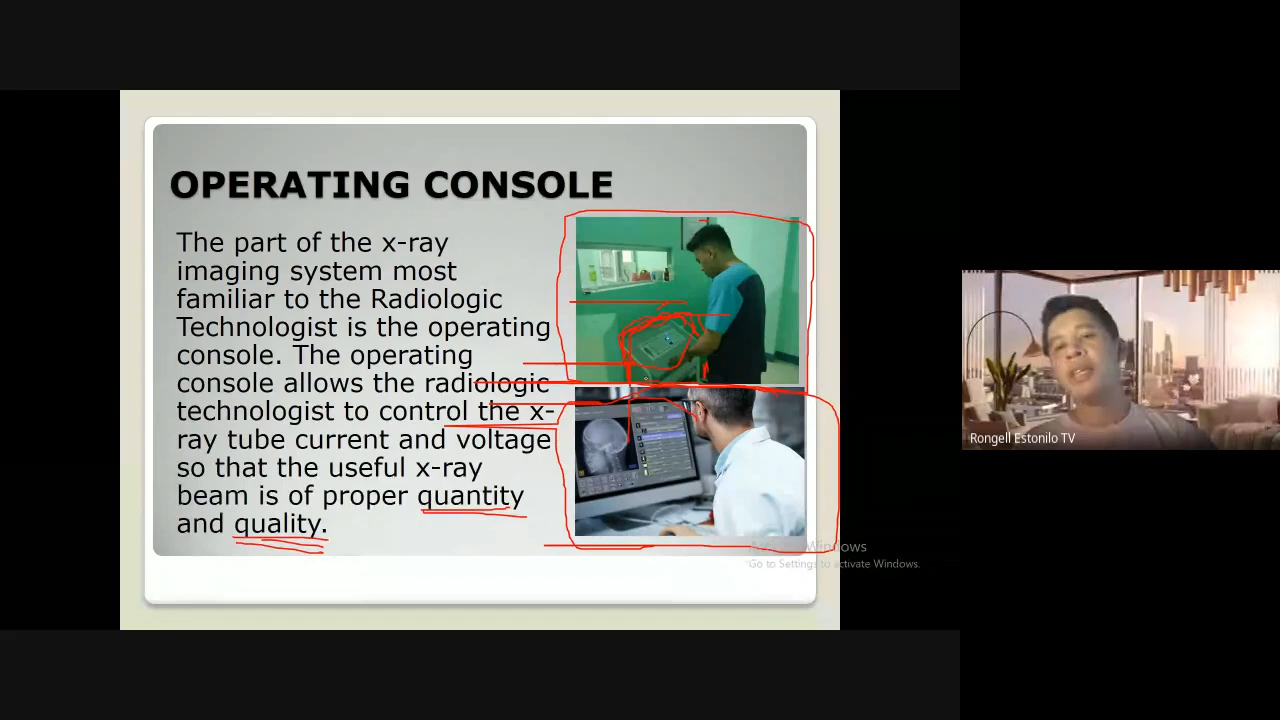 OPERATING CONSOLE
The part of the x-ray
imaging system most
familiar to the Radiologic
Technologist is the operating
console. The operating
console allows the radiologic
technologist to control the x-
ray tube current and voltage
so that the useful x-ray
beam is of proper quantity
and quality.
Rongell Estonilo TV
Windows
Go to Settings to activate Windows.